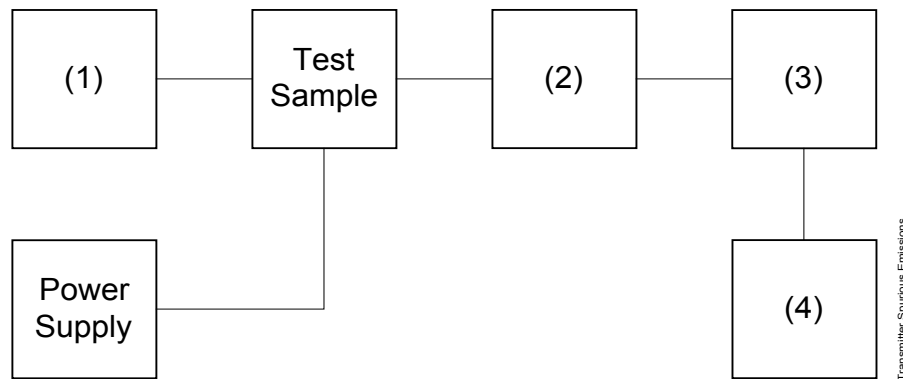 (1)
Test
Sample
(2)
(3)
Power
Supply
(4)
Transmitter Spurious Emissions